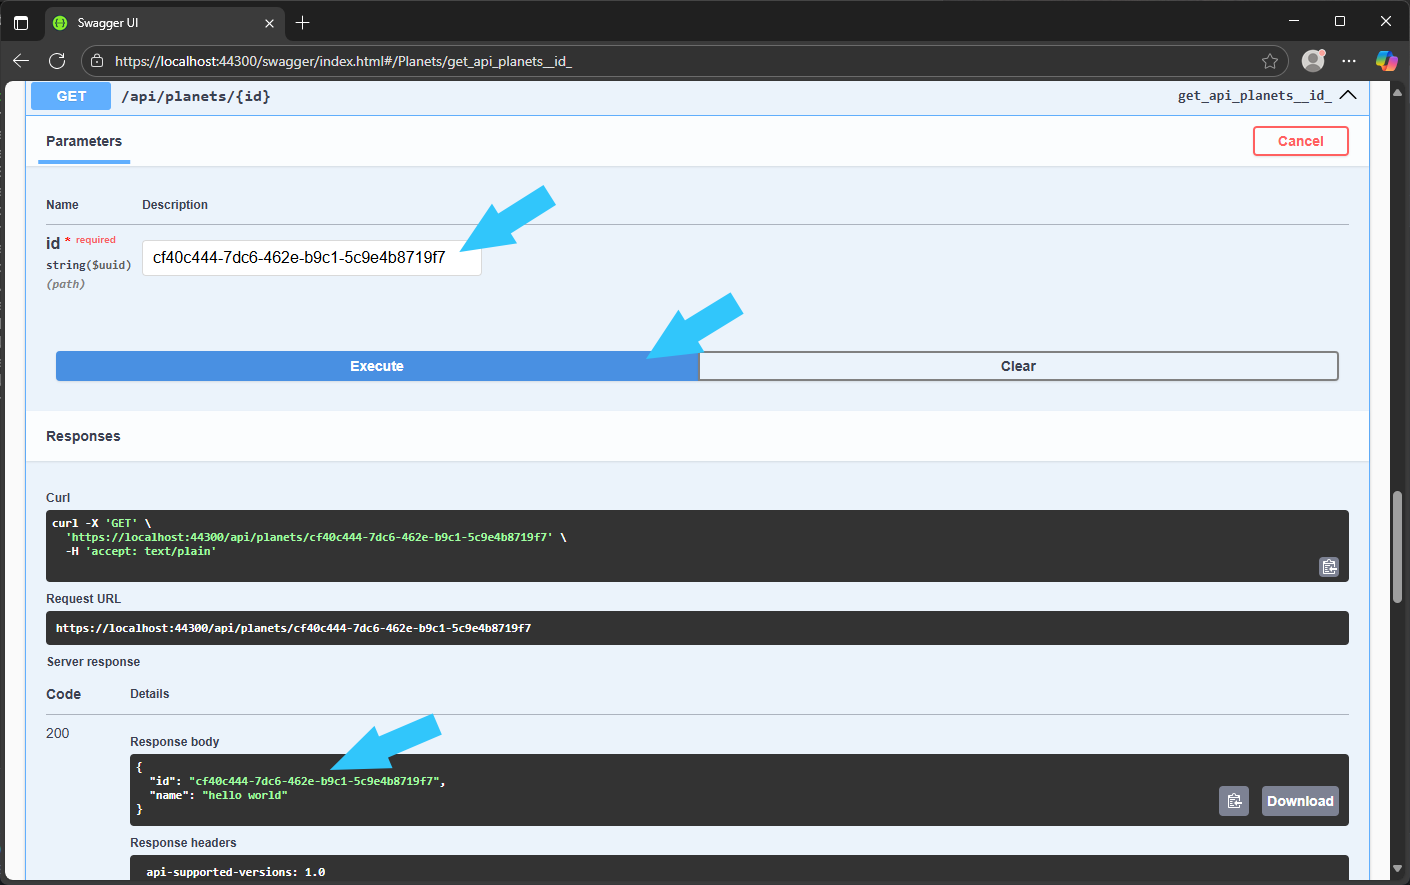 Swagger UI
https://localhost:44300/swagger/index.html#/Planets/get_api_planets__id_
GET /api/planets/{id} get_api_planets__id_
Parameters Cancel
Name Description
id * required
string($uuid)
(path)
cf40c444-7dc6-462e-b9c1-5c9e4b8719f7
Execute Clear
Responses
Curl
curl -X 'GET' \
'https://localhost:44300/api/planets/cf40c444-7dc6-462e-b9c1-5c9e4b8719f7' \
-H 'accept: text/plain'
Request URL
https://localhost:44300/api/planets/cf40c444-7dc6-462e-b9c1-5c9e4b8719f7
Server response
Code Details
200
Response body
{
"id": "cf40c444-7dc6-462e-b9c1-5c9e4b8719f7",
"name": "hello world"
}
Download
Response headers
api-supported-versions: 1.0